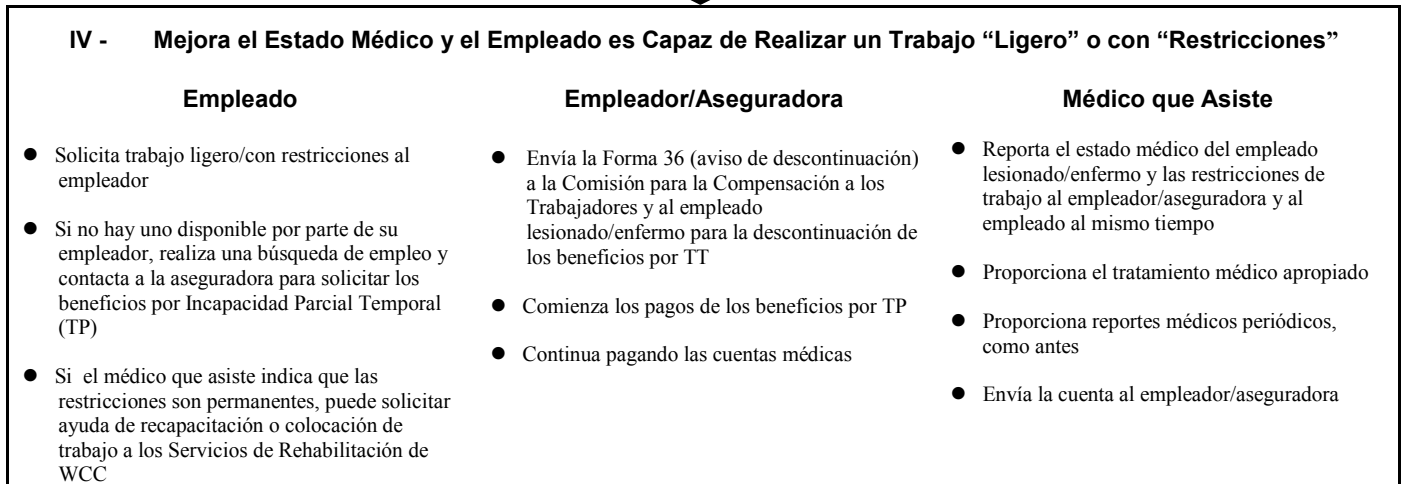 IV - Mejora el Estado Médico y el Empleado es Capaz de Realizar un Trabajo “Ligero” o con “Restricciones”
Empleado
● Solicita trabajo ligero/con restricciones al
empleador
● Si no hay uno disponible por parte de su
empleador, realiza una búsqueda de empleo y
contacta a la aseguradora para solicitar los
beneficios por Incapacidad Parcial Temporal
(TP)
● Si el médico que asiste indica que las
restricciones son permanentes, puede solicitar
ayuda de recapacitación o colocación de
trabajo a los Servicios de Rehabilitación de
WCC
Empleador/Aseguradora
● Envía la Forma 36 (aviso de descontinuación)
a la Comisión para la Compensación a los
Trabajadores y al empleado
lesionado/enfermo para la descontinuación de
los beneficios por TT
● Comienza los pagos de los beneficios por TP
● Continua pagando las cuentas médicas
Médico que Asiste
● Reporta el estado médico del empleado
lesionado/enfermo y las restricciones de
trabajo al empleador/aseguradora y al
empleado al mismo tiempo
● Proporciona el tratamiento médico apropiado
● Proporciona reportes médicos periódicos,
como antes
● Envía la cuenta al empleador/aseguradora